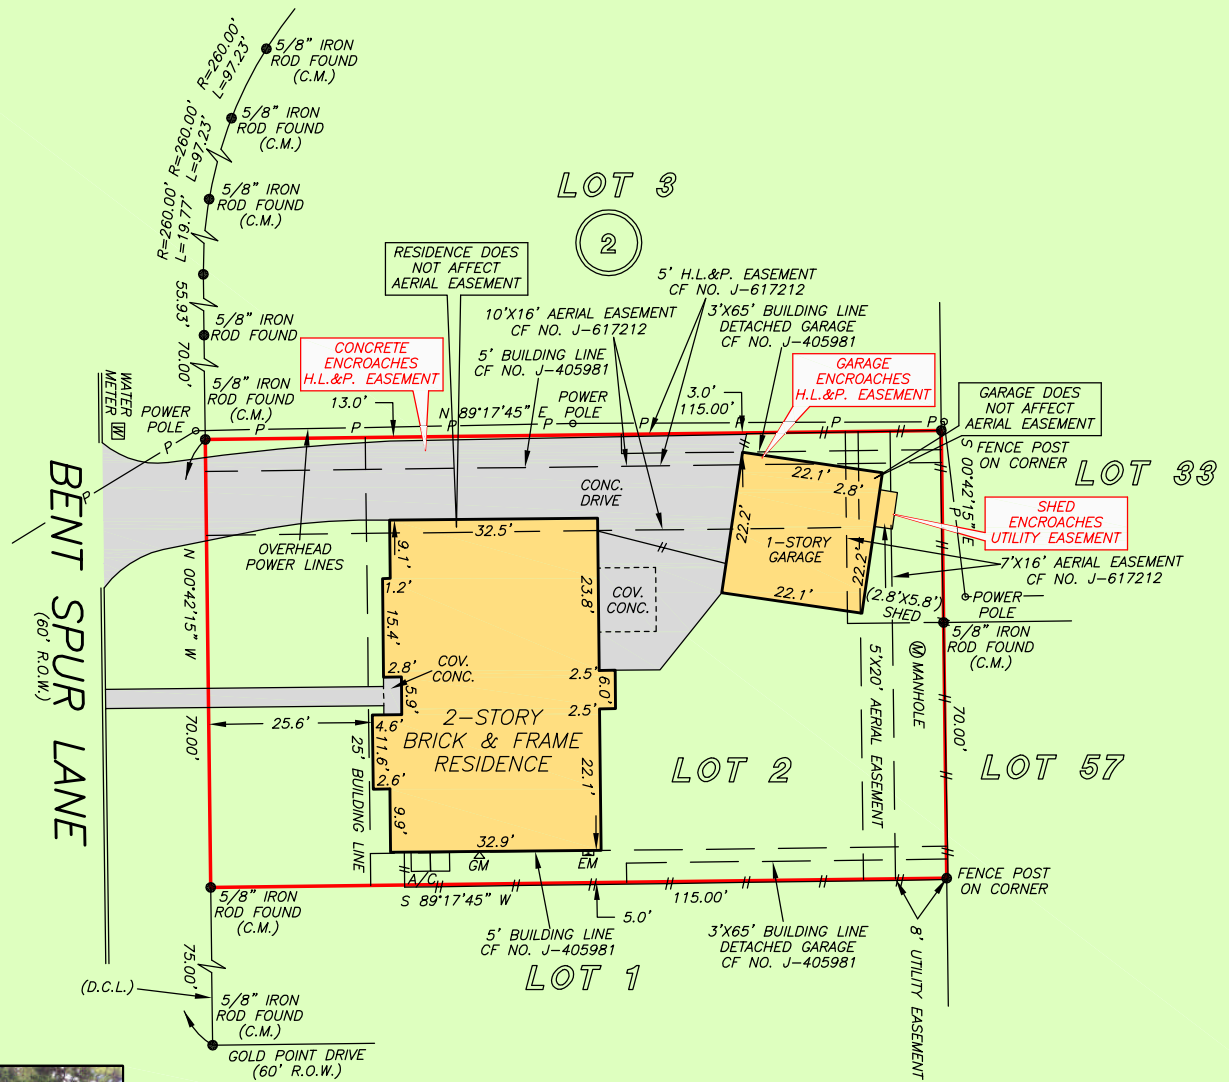 R=260.00'
L=97.23'
5/8" IRON
ROD FOUND
(C.M.)
R=260.00'
L=97.23'
5/8" IRON
ROD FOUND
(C.M.)
R=260.00'
L=19.77'
5/8" IRON
ROD FOUND
(C.M.)
55.93'
5/8" IRON
ROD FOUND
70.00'
5/8" IRON
ROD FOUND
(C.M.)
LOT 3
2
RESIDENCE DOES
NOT AFFECT
AERIAL EASEMENT
5' H.L.&P. EASEMENT
CF NO. J-617212
10'X16' AERIAL EASEMENT
CF NO. J-617212
3'X65' BUILDING LINE
DETACHED GARAGE
CF NO. J-405981
CONCRETE
ENCROACHES
H.L.&P. EASEMENT
5' BUILDING LINE
CF NO. J-405981
GARAGE
ENCROACHES
H.L.&P. EASEMENT
GARAGE DOES
NOT AFFECT
AERIAL EASEMENT
WATER
METER
W
POWER
POLE
13.0'
N 89°17'45" E
POWER
POLE
3.0'
115.00'
P
P
P
P
P
P
P
P
P
P
FENCE POST
ON CORNER
LOT 33
S 00°42'15" E
BENT SPUR LANE
(60' R.O.W.)
CONC.
DRIVE
22.1'
2.8'
22.2'
1-STORY
GARAGE
22.2'
22.1'
SHED
ENCROACHES
UTILITY EASEMENT
7'X16' AERIAL EASEMENT
CF NO. J-617212
(2.8'X5.8')
SHED
POWER
POLE
5/8" IRON
ROD FOUND
(C.M.)
OVERHEAD
POWER LINES
N 00°42'15" W
70.00'
32.5'
9.1'
1.2'
15.4'
2.8'
5.9'
COV.
CONC.
23.8'
COV.
CONC.
2.5'
6.0'
2.5'
25.6'
4.6'
11.6'
2.6'
9.9'
2-STORY
BRICK & FRAME
RESIDENCE
22.1'
32.9'
25' BUILDING LINE
LOT 2
5'X20' AERIAL EASEMENT
M MANHOLE
70.00'
LOT 57
A/C
GM
EM
S 89°17'45" W
115.00'
5.0'
FENCE POST
ON CORNER
5/8" IRON
ROD FOUND
(C.M.)
5' BUILDING LINE
CF NO. J-405981
3'X65' BUILDING LINE
DETACHED GARAGE
CF NO. J-405981
8' UTILITY EASEMENT
LOT 1
75.00'
(D.C.L.)
5/8" IRON
ROD FOUND
(C.M.)
GOLD POINT DRIVE
(60' R.O.W.)